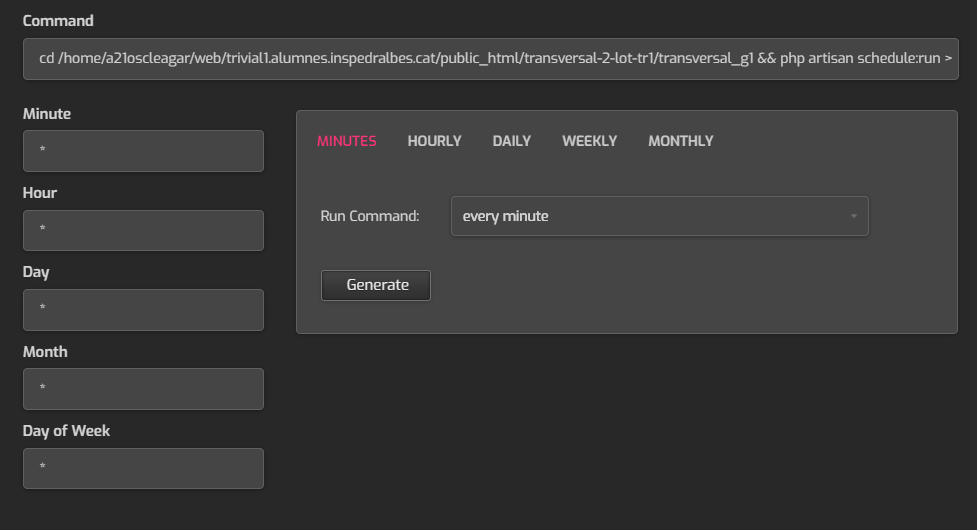 Command
cd /home/a21oscleagar/web/trivial1.alumnes.inspedralbes.cat/public_html/transversal-2-lot-tr1/transversal_g1 && php artisan schedule:run >
Minute
*
MINUTES HOURLY DAILY WEEKLY MONTHLY
Hour
*
Run Command: every minute
Day
*
Generate
Month
*
Day of Week
*